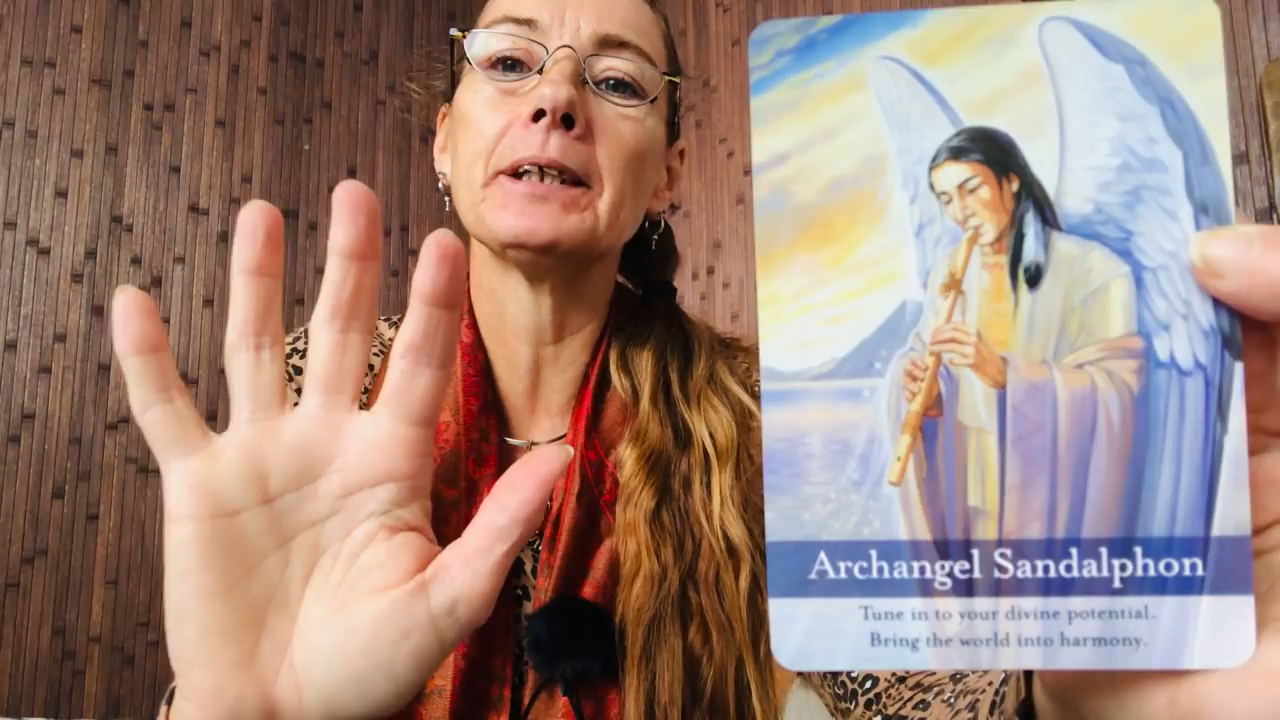 Archangel Sandalphon
Tune in to your divine potential.
Bring the world into harmony.